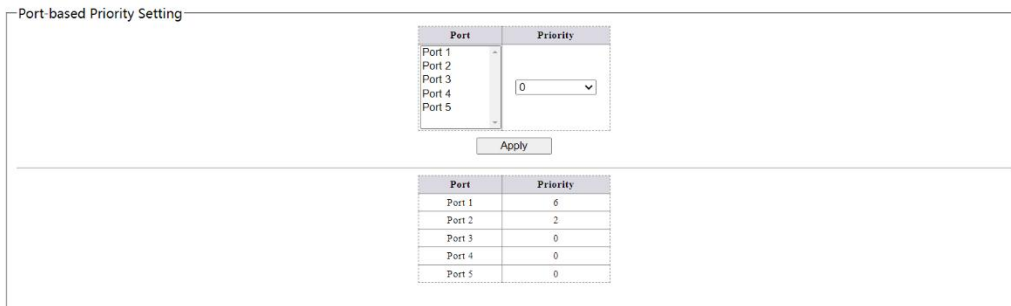 Port-based Priority Setting
Port Priority
Port 1
Port 2
Port 3
Port 4
Port 5
0
Apply
Port Priority
Port 1 6
Port 2 2
Port 3 0
Port 4 0
Port 5 0